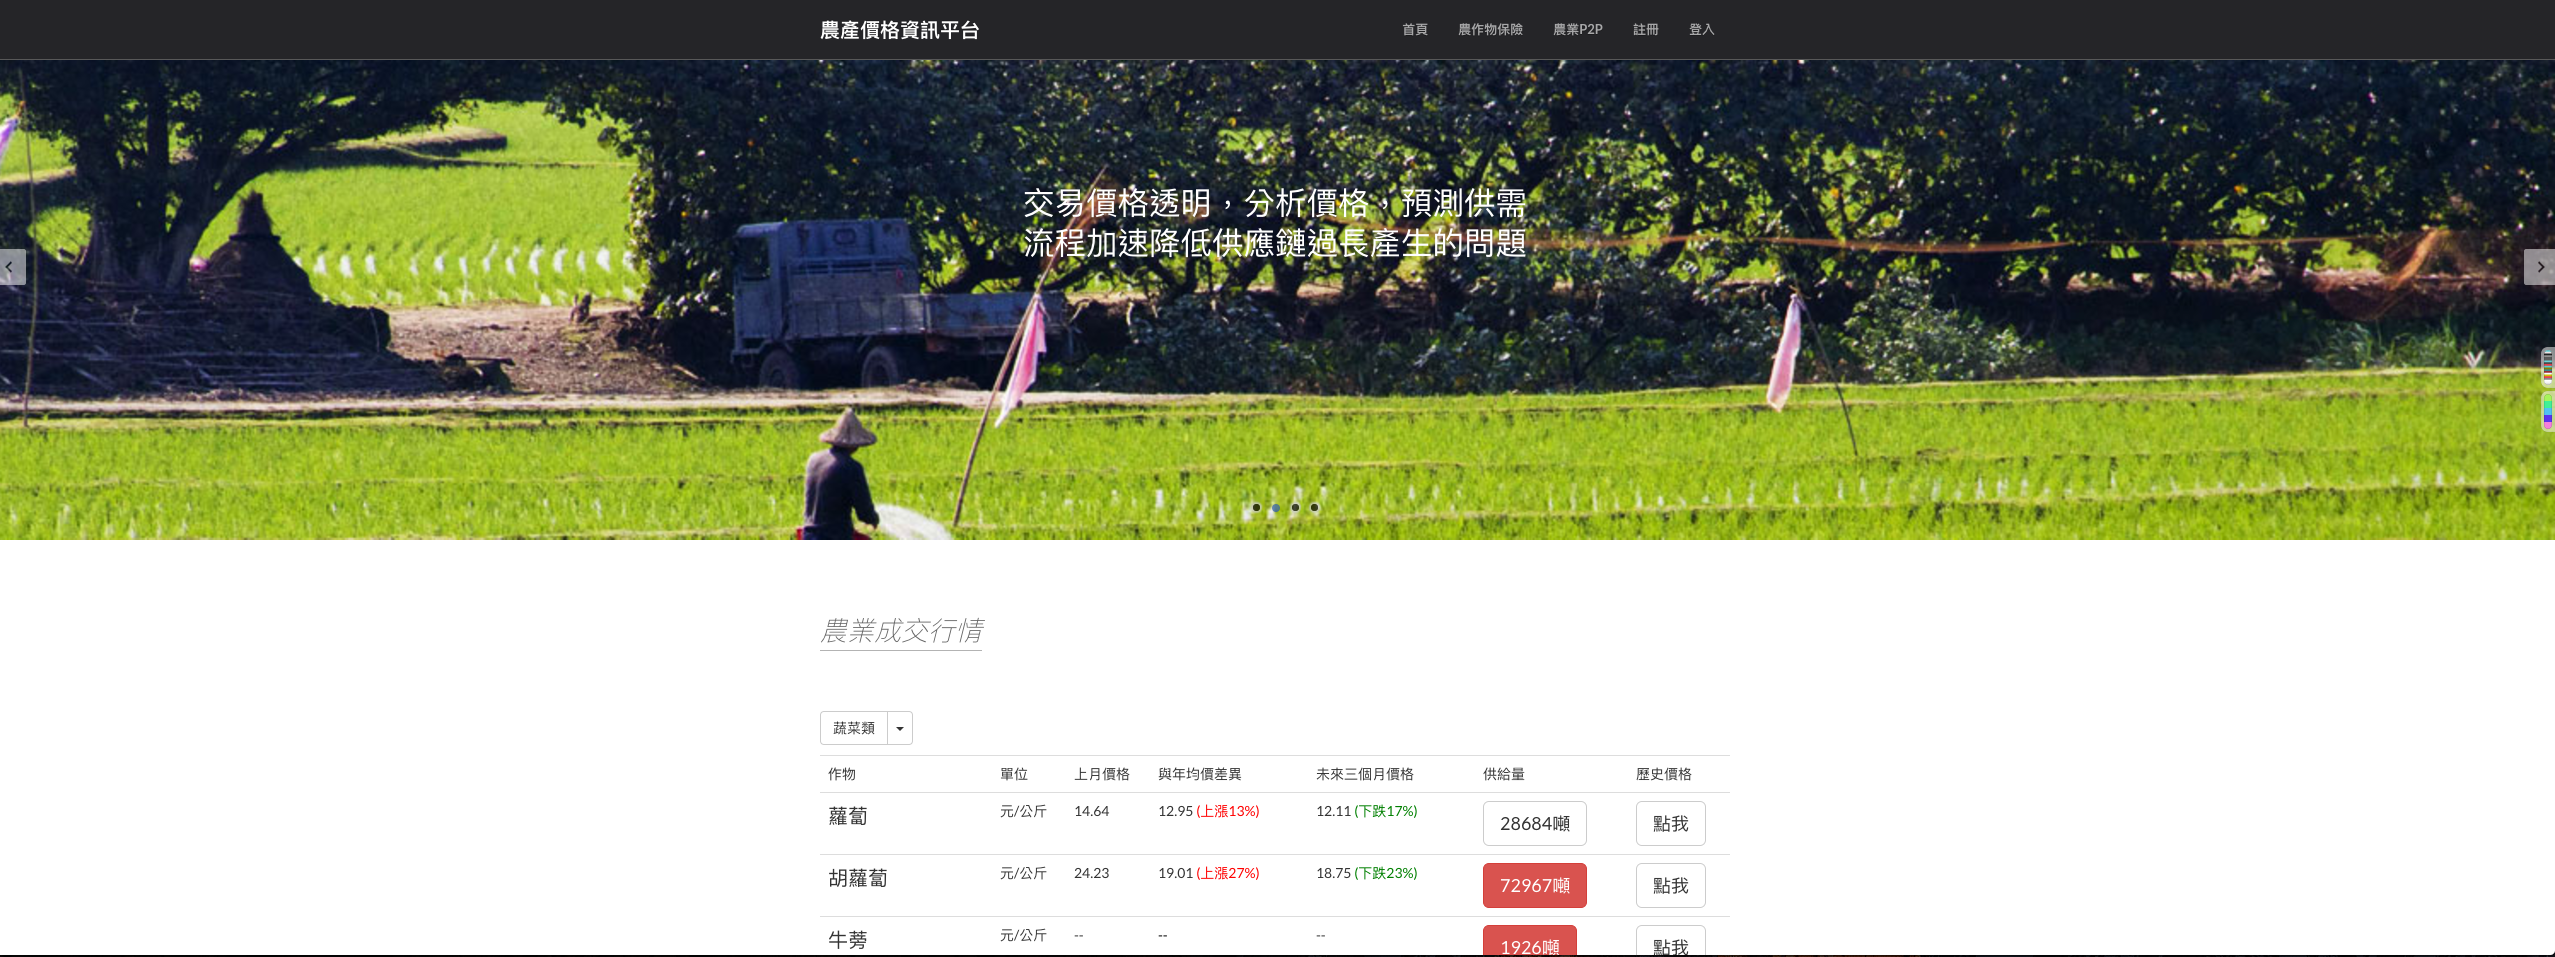 農產價格資訊平台
首頁 農作物保險 農業P2P 註冊 登入
交易價格透明，分析價格，預測供需
流程加速降低供應鏈過長產生的問題
農業成交行情
蔬菜類
作物 單位 上月價格 與年均價差異 未來三個月價格 供給量 歷史價格
蘿蔔 元/公斤 14.64 12.95 (上漲13%) 12.11 (下跌17%) 28684噸 點我
胡蘿蔔 元/公斤 24.23 19.01 (上漲27%) 18.75 (下跌23%) 72967噸 點我
牛蒡 元/公斤 -- -- -- 1926噸 點我